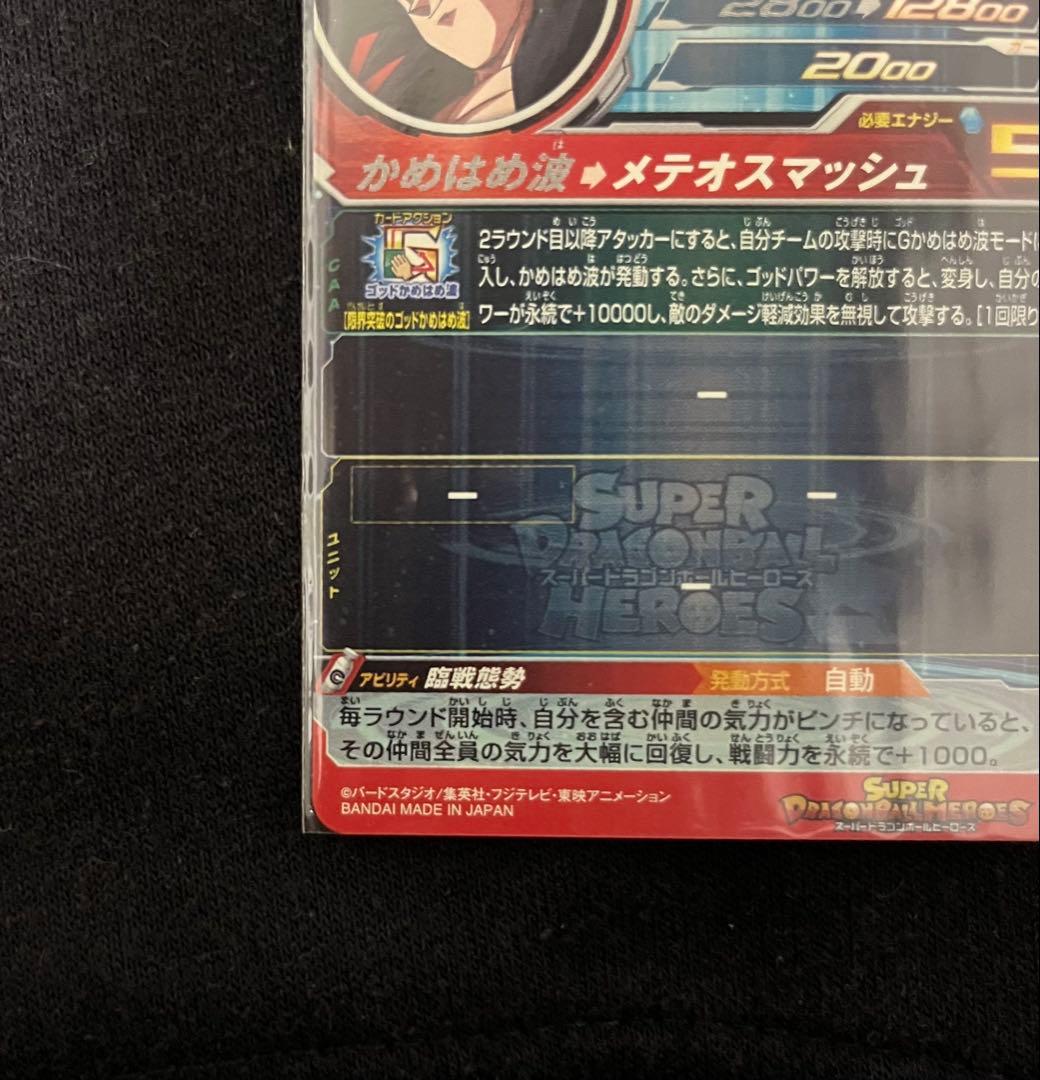 2800➡12800
2000
必要エナジー
かめはめ波➡メテオスマッシュ
カードアクション
ゴッドかめはめ波
[限界突破のゴッドかめはめ波]
CAA
2ラウンド目以降アタッカーにすると、自分チームの攻撃時にGかめはめ波モードに
入し、かめはめ波が発動する。さらに、ゴッドパワーを解放すると、変身し、自分の
ワーが永続で+10000し、敵のダメージ軽減効果を無視して攻撃する。[1回限り
ー
ー ー
ユニット
SUPER
DRAGONBALL
スーパードラゴンボールヒーローズ
ー
HEROES
アビリティ 臨戦態勢 発動方式 自動
毎ラウンド開始時、自分を含む仲間の気力がピンチになっていると、
その仲間全員の気力を大幅に回復し、戦闘力を永続で+1000。
©バードスタジオ/集英社・フジテレビ・東映アニメーション
BANDAI MADE IN JAPAN
SUPER
DRAGONBALL HEROES
スーパードラゴンボールヒーローズ